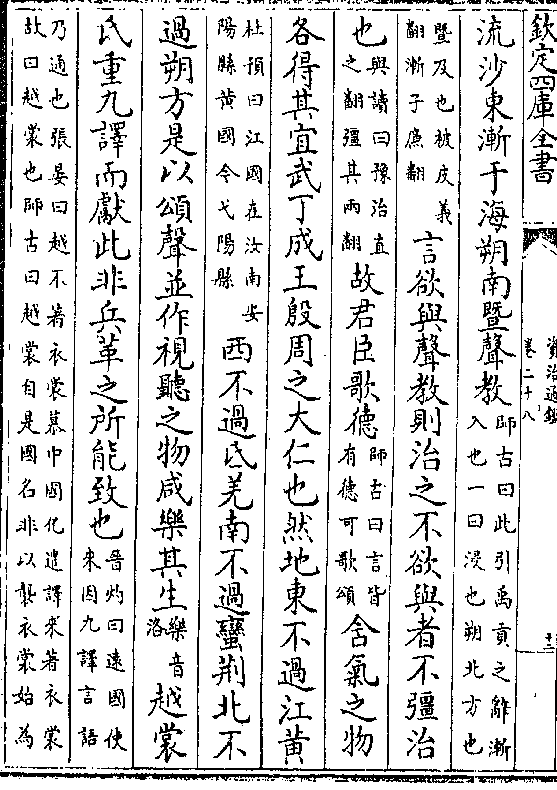 欽定四庫全書
資治通鑑
卷二十八
十三
流沙東漸于海朔南暨聲教師古曰此引禹貢之辭漸入也一曰浸也朔北方也
暨及也被皮義翻漸子廉翻言欲與聲教則治之不欲與者不彊治
也與讀曰豫治直之翻彊其兩翻故君臣歌德師古曰言皆有德可歌頌含氣之物
各得其宜武丁成王殷周之大仁也然地東不過江黃
杜預曰江國在汝南安陽縣黃國今弋陽縣西不過氐羌南不過蠻荆北不
過朔方是以頌聲並作視聽之物咸樂其生樂音洛越裳
氏重九譯而獻此非兵革之所能致也晉灼曰遠國使來因九譯言語
乃通也張晏曰越不著衣裳慕中國化遣譯來著衣裳故曰越裳也師古曰越裳自是國名非以襲衣裳始為